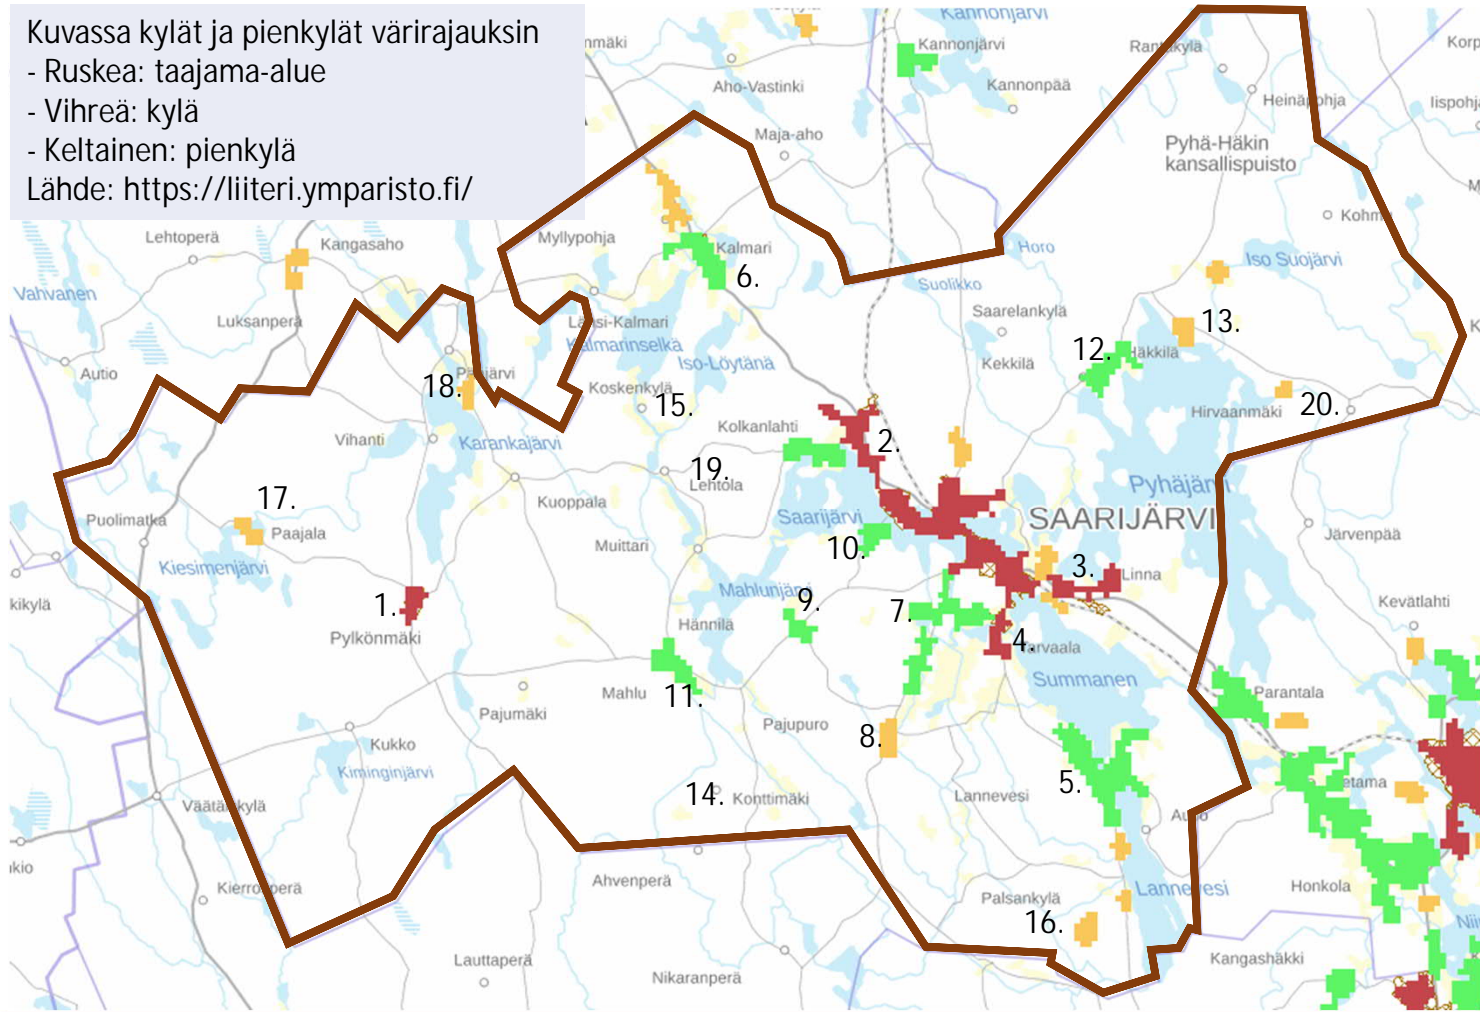 Kuvassa kylät ja pienkylät värirajauksin
- Ruskea: taajama-alue
- Vihreä: kylä
- Keltainen: pienkylä
Lähde: https://liiteri.ymparisto.fi/
Kannonjärvi
Kannonjärvi
Aho-Vastinki
Kannonpää
Maja-aho
Heinäpohja
Pyhä-Häkin
kansallispuisto
Lehtoperä
Kangasaho
Myllypohja
Kalmari
6.
Horo
Iso Suojärvi
Suolikko
Vahvanen
Luksanperä
Länsi-Kalmari
Kalmarinselkä
Iso-Löytänä
Saarelankylä
13.
12.
Kekkilä
Autio
18.
Koskenkylä
15.
Hirvaanmäki
20.
Vihanti
Karankajärvi
Kolkanlahti
2.
19.
Lehtola
Pyhäjärvi
17.
Kuoppala
Puolimatka
Paajala
Saarijärvi
SAARIJÄRVI
Järvenpää
Muittari
10.
Kiesimenjärvi
3.
Linna
Mahlunjärvi
1.
9.
7.
Kevätlahti
Pylkönmäki
Hännilä
4.
Summanen
Mahlu
11.
Parantala
Pajumäki
Pajupuro
8.
Kukko
Kiminginjärvi
5.
14.
Konttimäki
Lannevesi
Ahvenperä
Honkola
Lannevesi
Palsankylä
16.
Lauttaperä
Nikaranperä
Kangashäkki